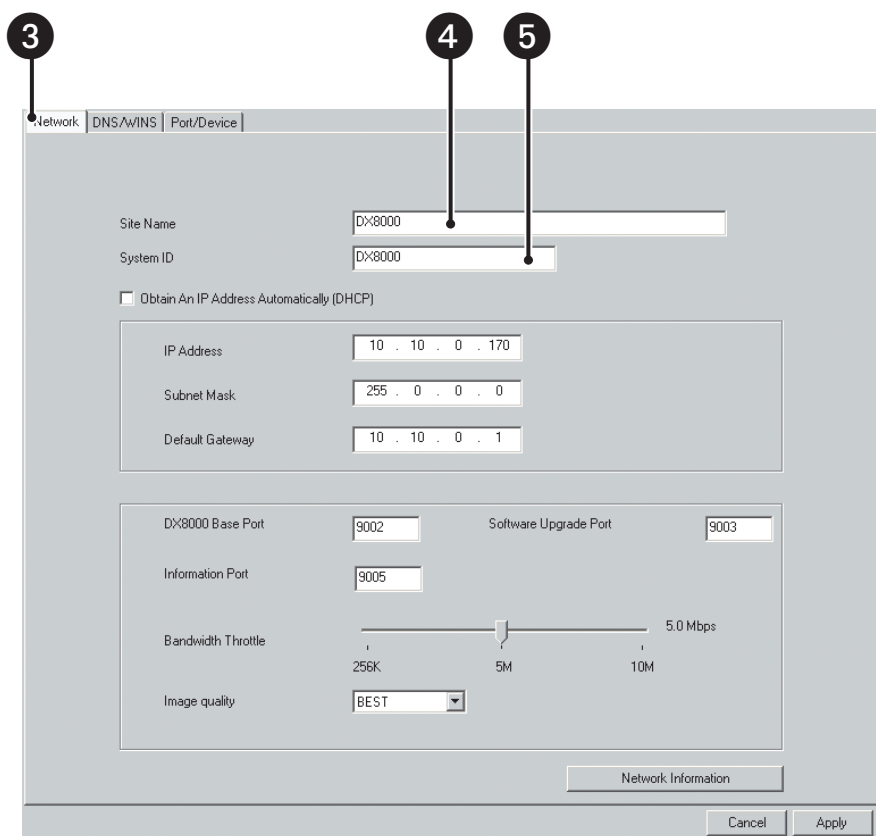 3 4 5
Network DNS/WINS Port/Device
Site Name DX8000
System ID DX8000
Obtain An IP Address Automatically (DHCP)
IP Address 10 . 10 . 0 . 170
Subnet Mask 255 . 0 . 0 . 0
Default Gateway 10 . 10 . 0 . 1
DX8000 Base Port 9002 Software Upgrade Port 9003
Information Port 9005
Bandwidth Throttle 5.0 Mbps
256K 5M 10M
Image quality BEST
Network Information
Cancel Apply